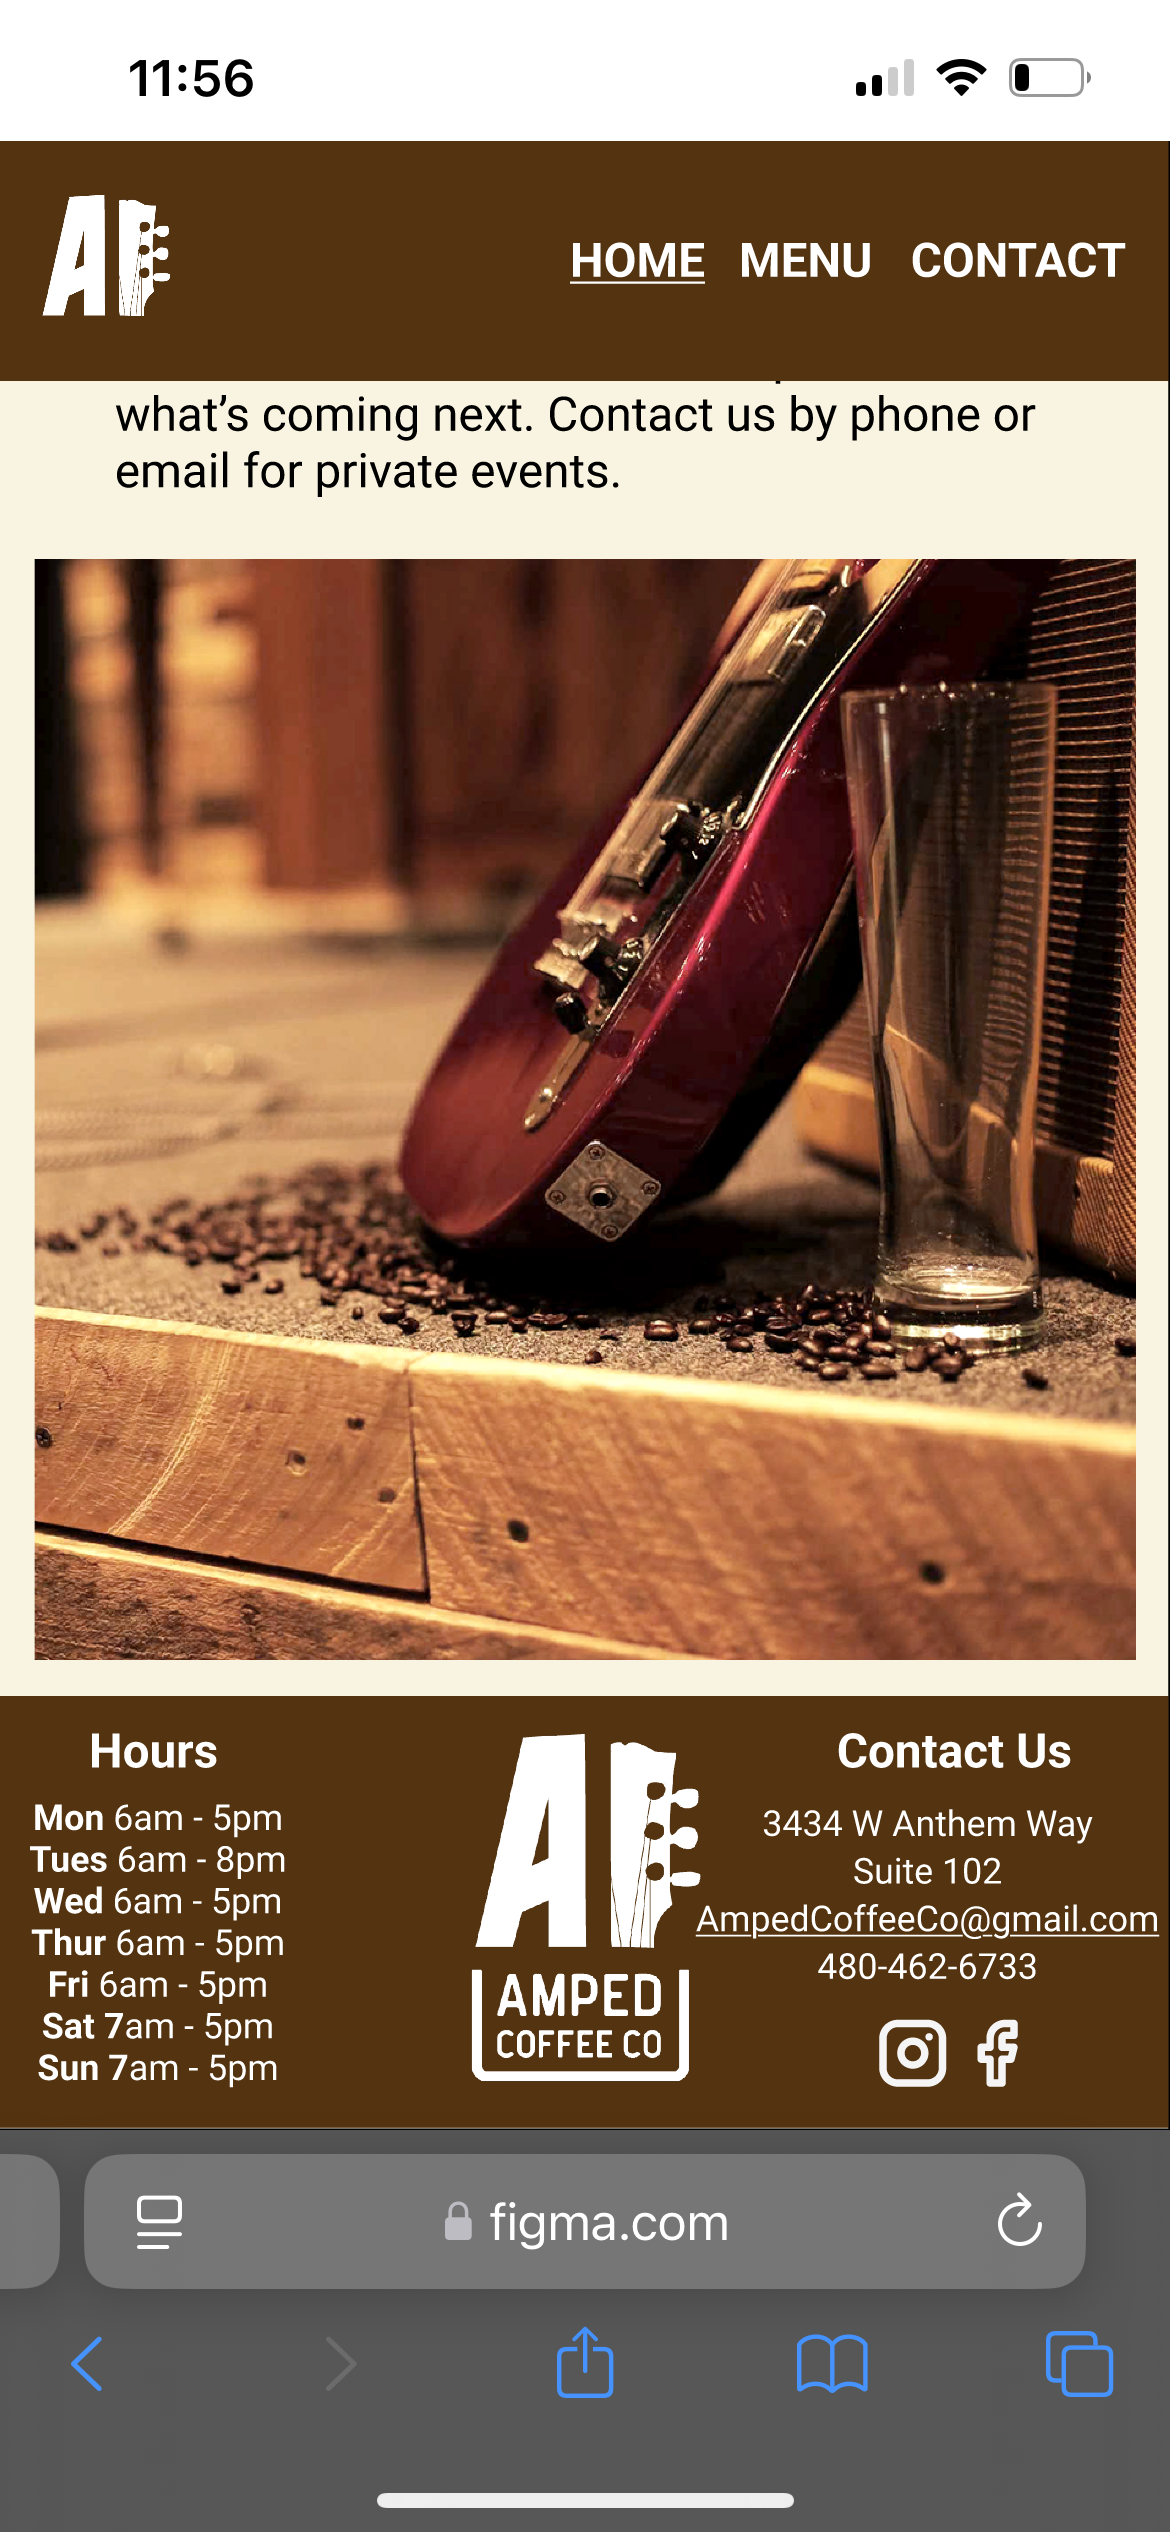 11:56
HOME MENU CONTACT
what's coming next. Contact us by phone or
email for private events.
Hours
Mon 6am - 5pm
Tues 6am - 8pm
Wed 6am - 5pm
Thur 6am - 5pm
Fri 6am - 5pm
Sat 7am - 5pm
Sun 7am - 5pm
A
AMPED
COFFEE CO
Contact Us
3434 W Anthem Way
Suite 102
AmpedCoffeeCo@gmail.com
480-462-6733
figma.com